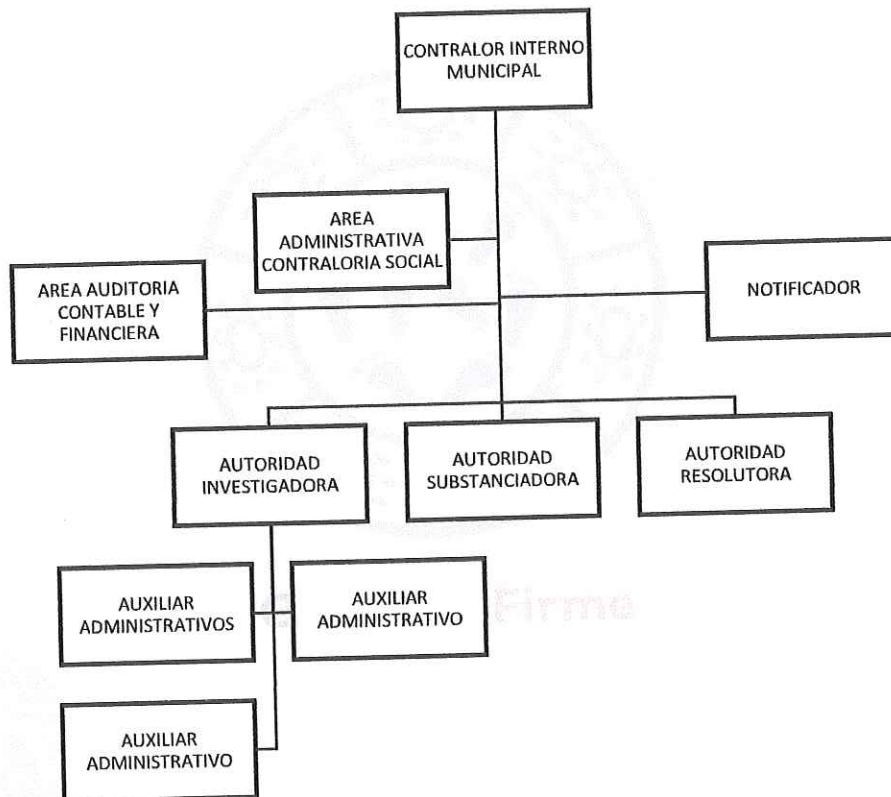 CONTRALOR INTERNO
MUNICIPAL
AREA
ADMINISTRATIVA
CONTRALORIA SOCIAL
AREA AUDITORIA
CONTABLE Y
FINANCIERA
NOTIFICADOR
AUTORIDAD
INVESTIGADORA
AUTORIDAD
SUBSTANCIADORA
AUTORIDAD
RESOLUTORA
AUXILIAR
ADMINISTRATIVOS
AUXILIAR
ADMINISTRATIVO
Firme
AUXILIAR
ADMINISTRATIVO